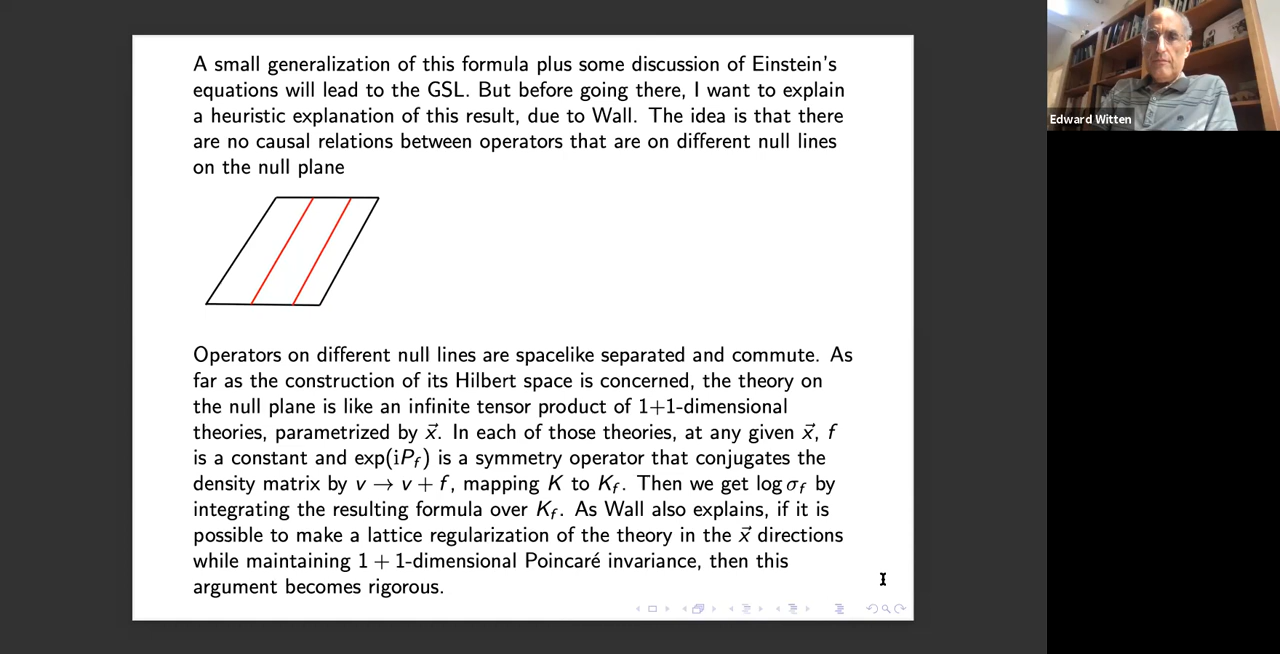 A small generalization of this formula plus some discussion of Einstein's
equations will lead to the GSL. But before going there, I want to explain
a heuristic explanation of this result, due to Wall. The idea is that there
are no causal relations between operators that are on different null lines
on the null plane
Operators on different null lines are spacelike separated and commute. As
far as the construction of its Hilbert space is concerned, the theory on
the null plane is like an infinite tensor product of 1+1-dimensional
theories, parametrized by x⃗. In each of those theories, at any given x⃗, f
is a constant and exp(iP_f) is a symmetry operator that conjugates the
density matrix by v → v + f, mapping K to K_f. Then we get log σ_f by
integrating the resulting formula over K_f. As Wall also explains, if it is
possible to make a lattice regularization of the theory in the x⃗ directions
while maintaining 1 + 1-dimensional Poincaré invariance, then this
argument becomes rigorous.
Edward Witten